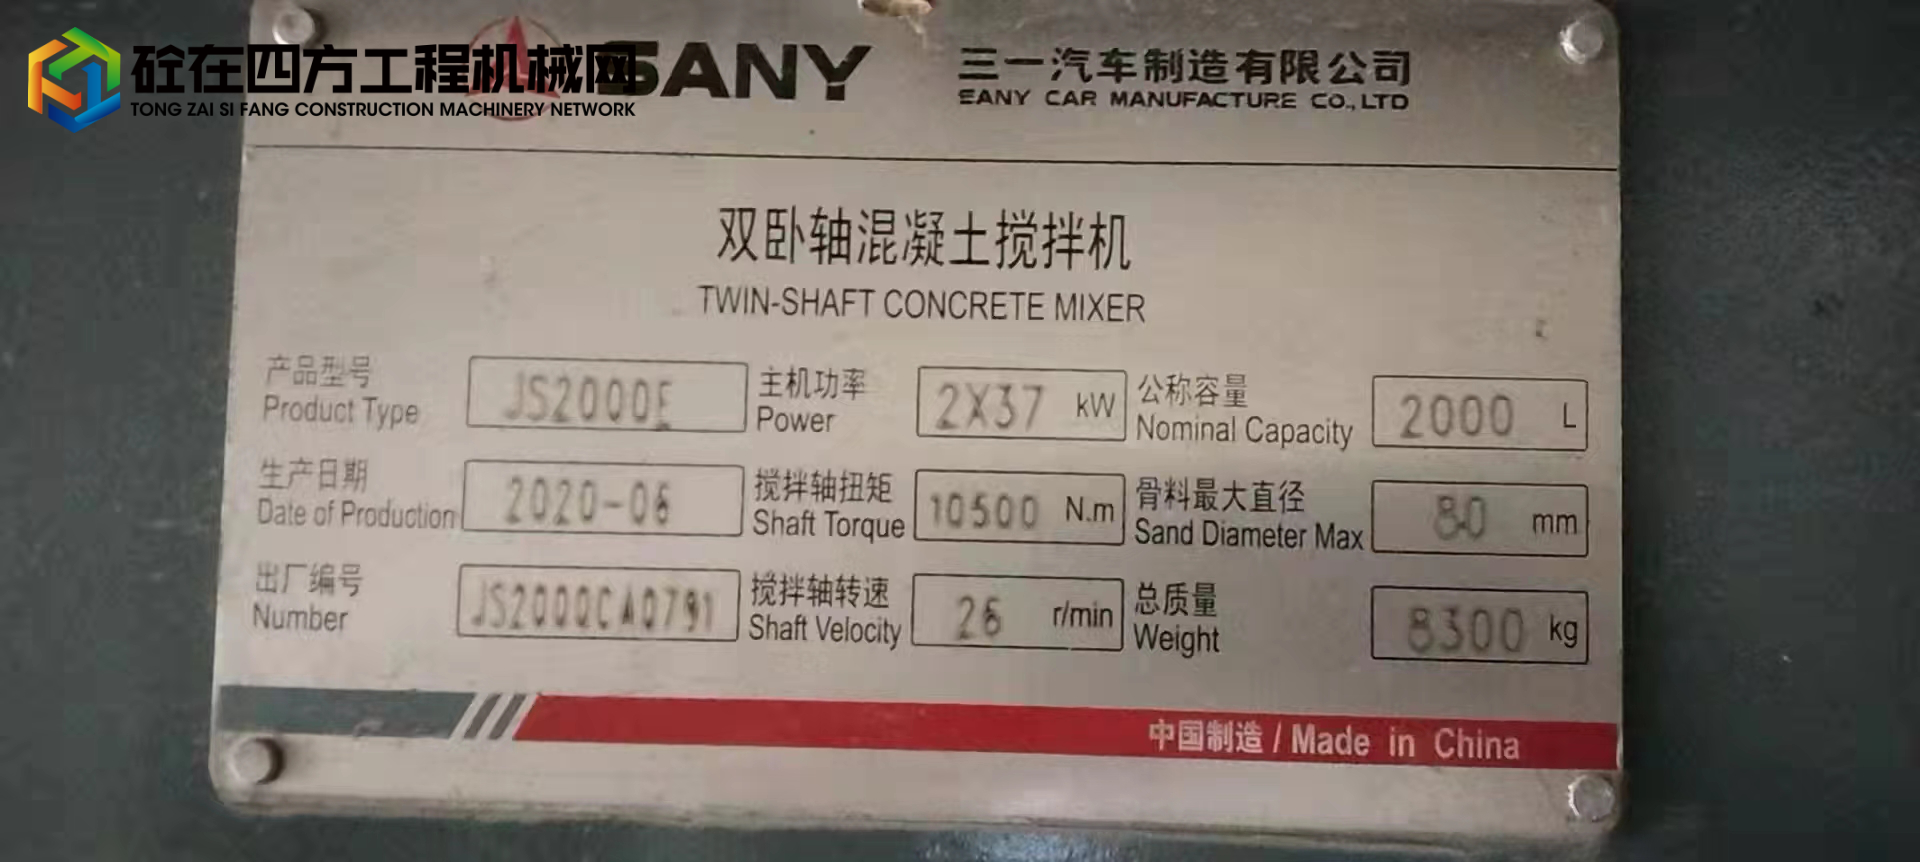 砼在四方工程机械网
TONG ZAI SI FANG CONSTRUCTION MACHINERY NETWORK
SANY
三一汽车制造有限公司
SANY CAR MANUFACTURE CO.,LTD
双卧轴混凝土搅拌机
TWIN-SHAFT CONCRETE MIXER
产品型号 JS2000E 主机功率 2X37 kW 公称容量 2000 L
Product Type Power Nominal Capacity
生产日期 2020-06 搅拌轴扭矩 10500 N.m 骨料最大直径 80 mm
Date of Production Shaft Torque Sand Diameter Max
出厂编号 JS2000CA0791 搅拌轴转速 26 r/min 总质量 8300 kg
Number Shaft Velocity Weight
中国制造 / Made in China